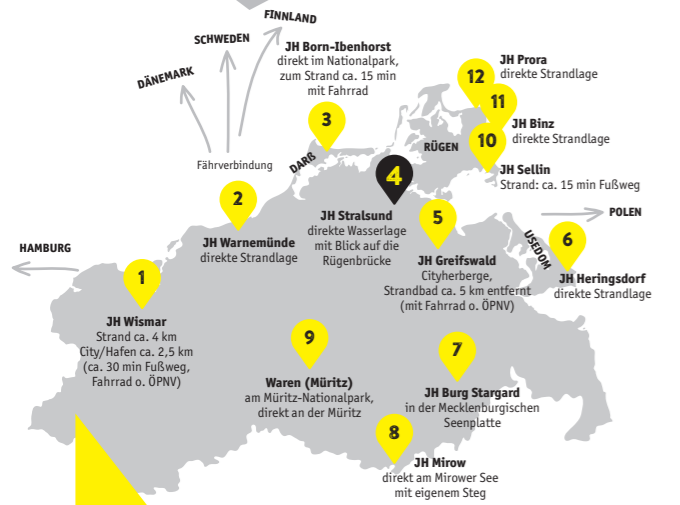 FINNLAND
SCHWEDEN
DÄNEMARK
JH Born-Ibenhorst
direkt im Nationalpark,
zum Strand ca. 15 min
mit Fahrrad
3
Fährverbindung
DARß
12
JH Prora
direkte Strandlage
11
JH Binz
direkte Strandlage
10
RÜGEN
JH Sellin
Strand: ca. 15 min Fußweg
4
JH Stralsund
direkte Wasserlage
mit Blick auf die
Rügenbrücke
2
JH Warnemünde
direkte Strandlage
5
JH Greifswald
Cityherberge,
Strandbad ca. 5 km entfernt
(mit Fahrrad o. ÖPNV)
POLEN
USEDOM
6
JH Heringsdorf
direkte Strandlage
HAMBURG
1
JH Wismar
Strand ca. 4 km
City/Hafen ca. 2,5 km
(ca. 30 min Fußweg,
Fahrrad o. ÖPNV)
9
Waren (Müritz)
am Müritz-Nationalpark,
direkt an der Müritz
7
JH Burg Stargard
in der Mecklenburgischen
Seenplatte
8
JH Mirow
direkt am Mirower See
mit eigenem Steg